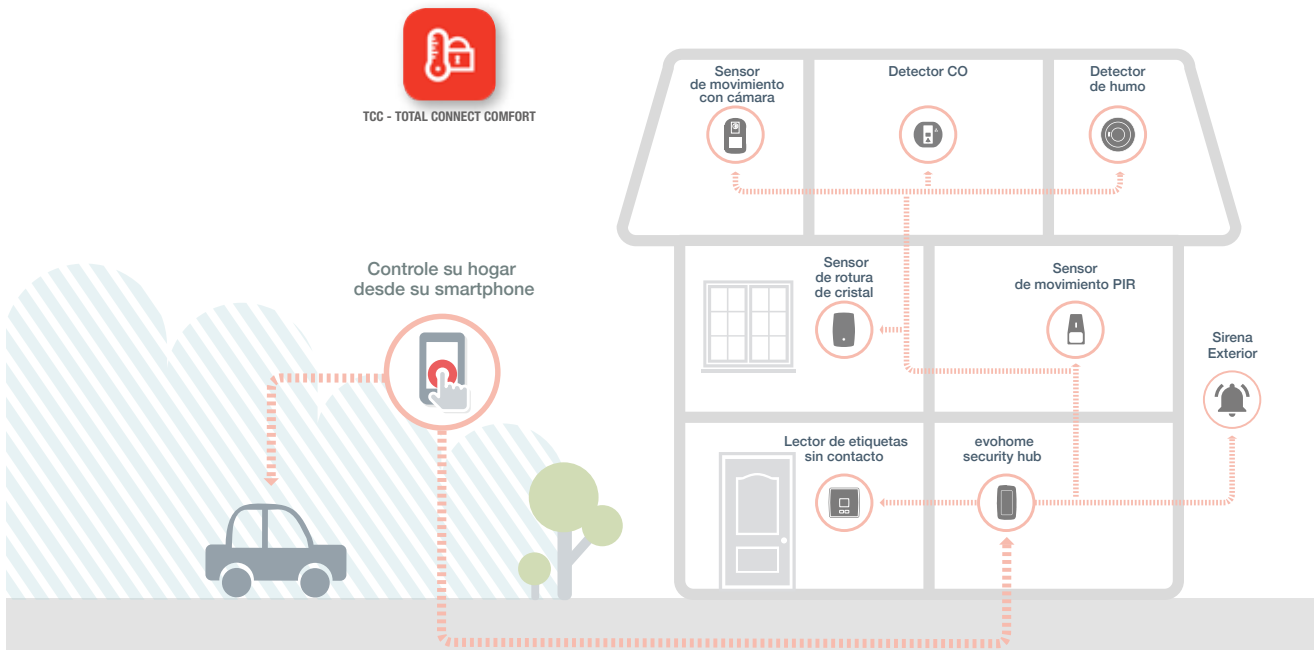 TCC - TOTAL CONNECT COMFORT
Sensor
de movimiento
con cámara
Detector CO
Detector
de humo
Controle su hogar
desde su smartphone
Sensor
de rotura
de cristal
Sensor
de movimiento PIR
Sirena
Exterior
Lector de etiquetas
sin contacto
evohome
security hub